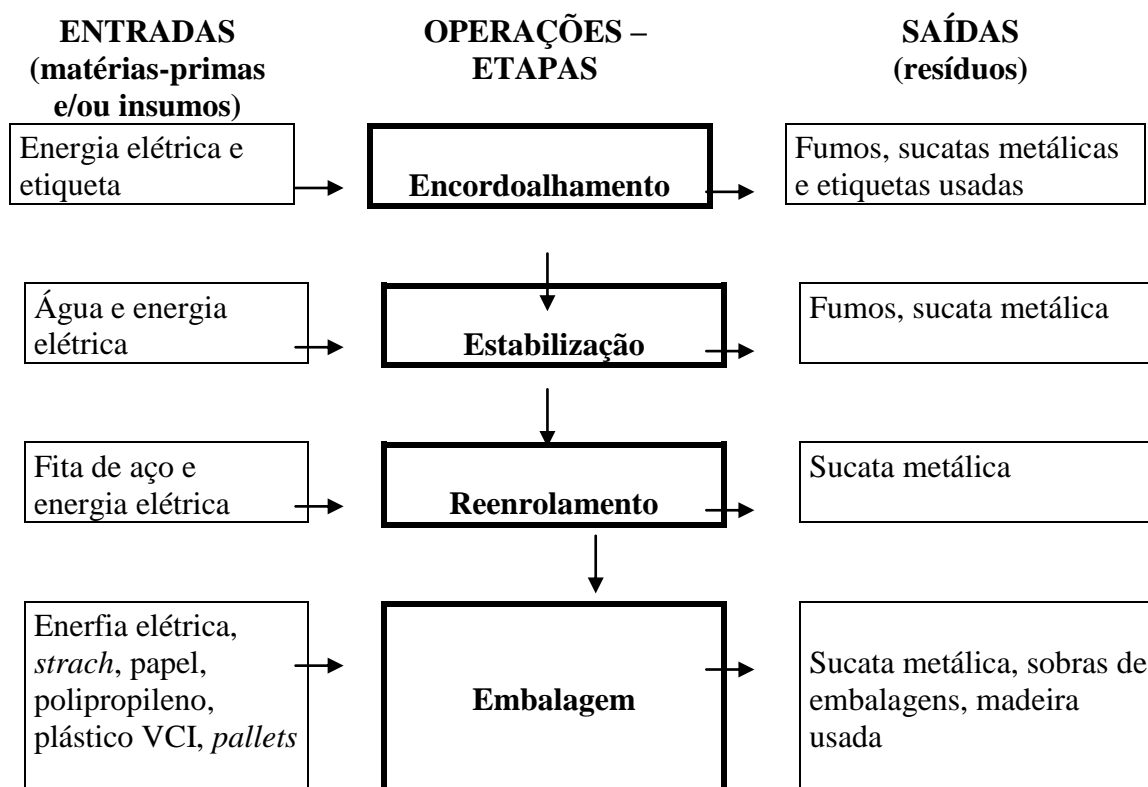 ENTRADAS
(matérias-primas
e/ou insumos)
OPERAÇÕES –
ETAPAS
SAÍDAS
(resíduos)
Energia elétrica e
etiqueta
Encordoalhamento
Fumos, sucatas metálicas
e etiquetas usadas
Água e energia
elétrica
Estabilização
Fumos, sucata metálica
Fita de aço e
energia elétrica
Reenrolamento
Sucata metálica
Enerfia elétrica,
strach, papel,
polipropileno,
plástico VCI, pallets
Embalagem
Sucata metálica, sobras de
embalagens, madeira
usada